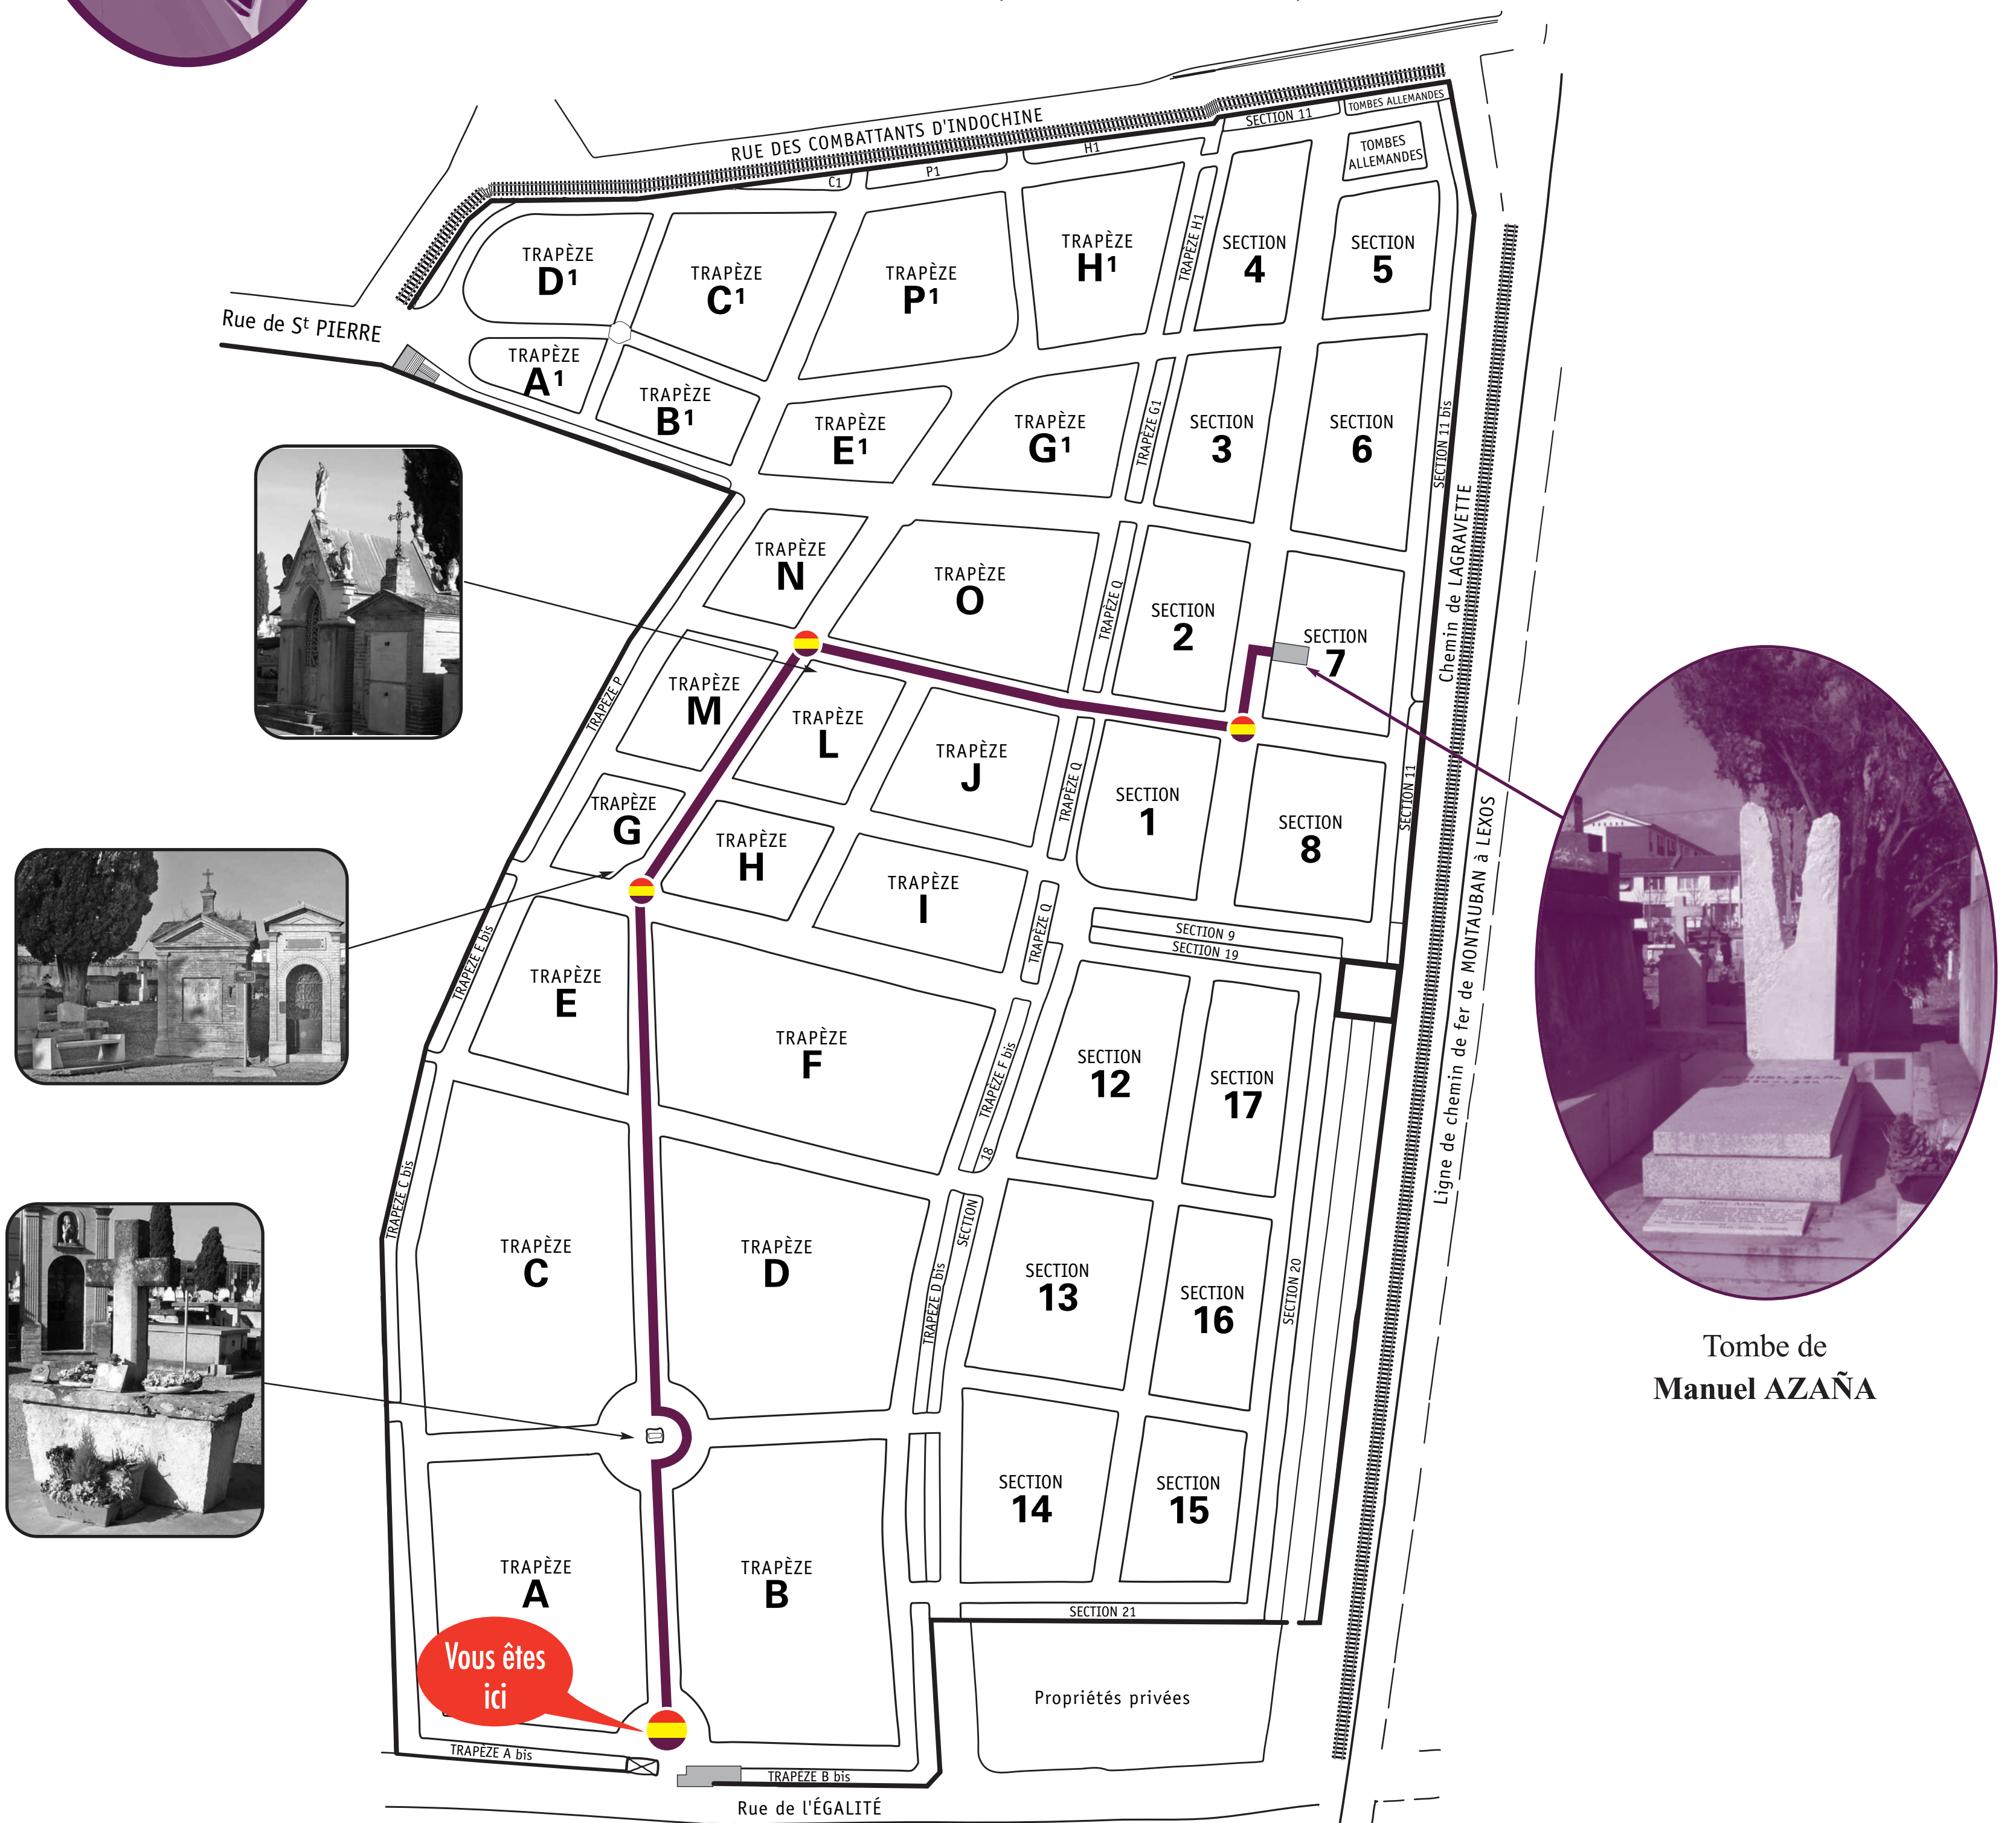 RUE DES COMBATTANTS D'INDOCHINE
SECTION 11
TOMBES ALLEMANDES
TOMBES
ALLEMANDES
C1
P1
H1
TRAPÈZE
D¹
TRAPÈZE
C¹
TRAPÈZE
P¹
TRAPÈZE
H¹
TRAPÈZE H1
SECTION
4
SECTION
5
Rue de Sᵗ PIERRE
TRAPÈZE
A¹
TRAPÈZE
B¹
TRAPÈZE
E¹
TRAPÈZE
G¹
TRAPÈZE G1
SECTION
3
SECTION
6
SECTION 11 bis
Chemin de LAGRAVETTE
TRAPÈZE
N
TRAPÈZE
O
TRAPÈZE Q
SECTION
2
SECTION
7
TRAPÈZE P
TRAPÈZE
M
TRAPÈZE
L
TRAPÈZE
J
TRAPÈZE Q
SECTION
1
SECTION
8
SECTION 11
TRAPÈZE
G
TRAPÈZE
H
TRAPÈZE
I
TRAPÈZE Q
SECTION 9
SECTION 19
Ligne de chemin de fer de MONTAUBAN à LEXOS
TRAPÈZE E bis
TRAPÈZE
E
TRAPÈZE
F
TRAPÈZE F bis
SECTION
12
SECTION
17
SECTION 18
TRAPÈZE C bis
TRAPÈZE
C
TRAPÈZE
D
TRAPÈZE D bis
SECTION
13
SECTION
16
SECTION 20
Tombe de
Manuel AZAÑA
SECTION
14
SECTION
15
TRAPÈZE
A
TRAPÈZE
B
SECTION 21
Vous êtes
ici
Propriétés privées
TRAPÈZE A bis
TRAPÈZE B bis
Rue de l'ÉGALITÉ